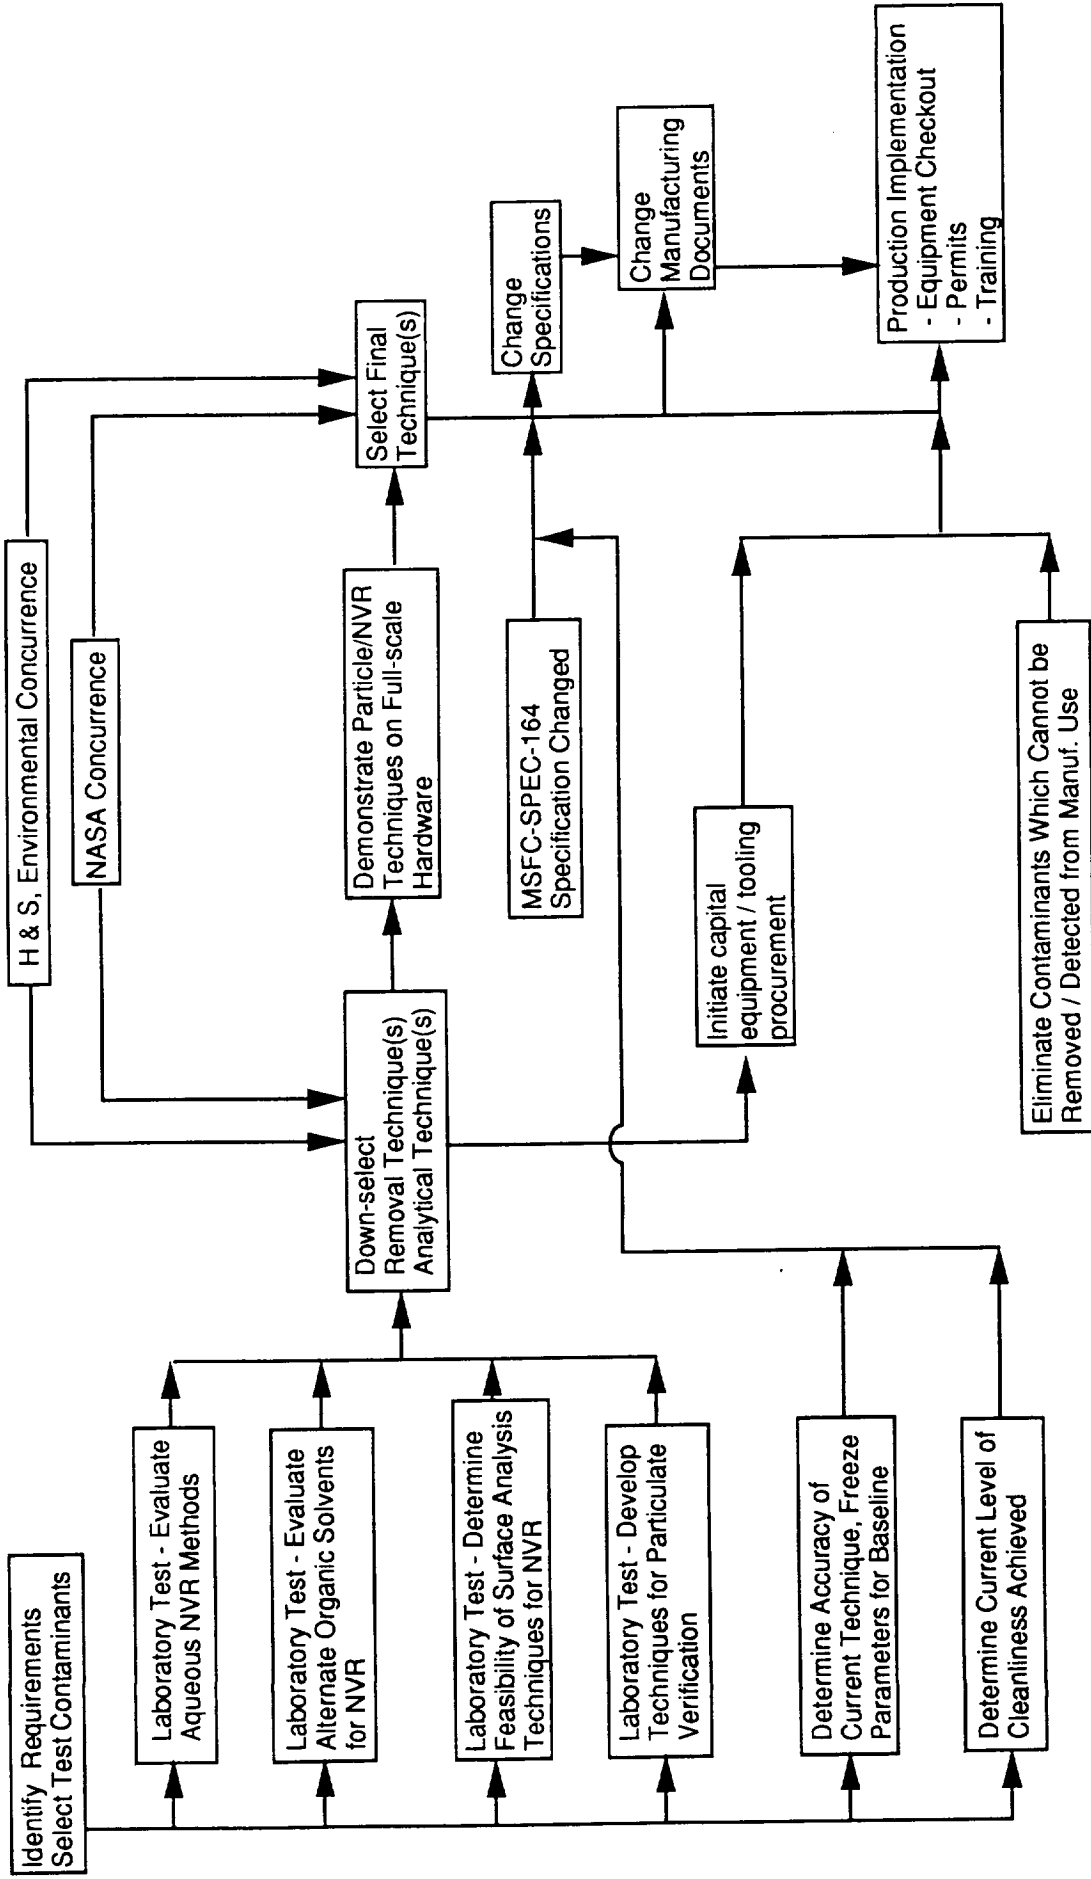 Identify Requirements
Select Test Contaminants
Laboratory Test - Evaluate
Aqueous NVR Methods
Laboratory Test - Evaluate
Alternate Organic Solvents
for NVR
Laboratory Test - Determine
Feasibility of Surface Analysis
Techniques for NVR
Laboratory Test - Develop
Techniques for Particulate
Verification
Determine Accuracy of
Current Technique, Freeze
Parameters for Baseline
Determine Current Level of
Cleanliness Achieved
H & S, Environmental Concurrence
NASA Concurrence
Down-select
Removal Technique(s)
Analytical Technique(s)
Demonstrate Particle/NVR
Techniques on Full-scale
Hardware
Select Final
Technique(s)
MSFC-SPEC-164
Specification Changed
Change
Specifications
Change
Manufacturing
Documents
Initiate capital
equipment / tooling
procurement
Eliminate Contaminants Which Cannot be
Removed / Detected from Manuf. Use
Production Implementation
- Equipment Checkout
- Permits
- Training